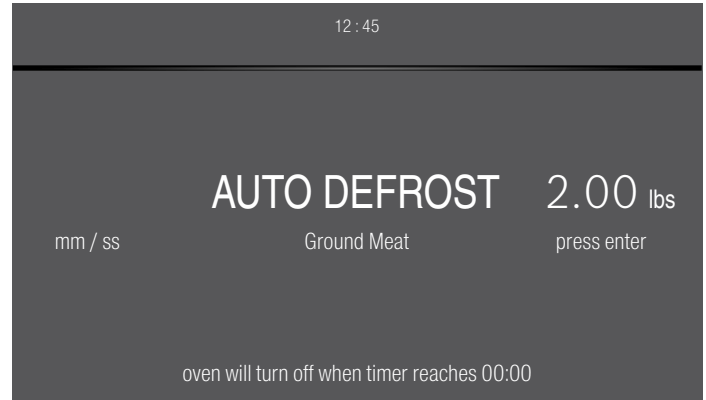 12 : 45
AUTO DEFROST 2.00 lbs
mm / ss Ground Meat press enter
oven will turn off when timer reaches 00:00